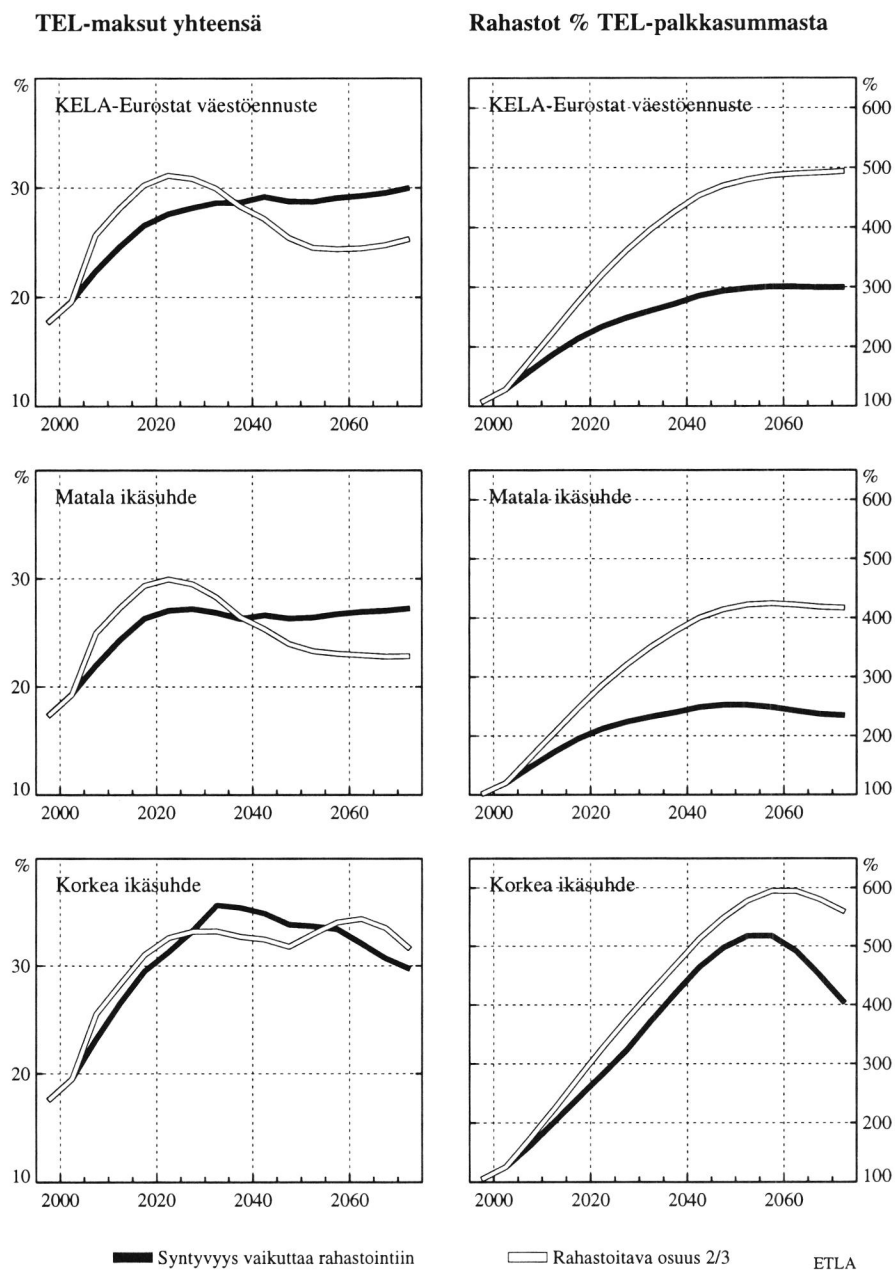 TEL-maksut yhteensä
Rahastot % TEL-palkkasummasta
%
KELA-Eurostat väestöennuste
30
20
10
2000 2020 2040 2060
%
KELA-Eurostat väestöennuste
600
500
400
300
200
100
2000 2020 2040 2060
%
Matala ikäsuhde
30
20
10
2000 2020 2040 2060
%
Matala ikäsuhde
600
500
400
300
200
100
2000 2020 2040 2060
%
Korkea ikäsuhde
30
20
10
2000 2020 2040 2060
%
Korkea ikäsuhde
600
500
400
300
200
100
2000 2020 2040 2060
Syntyvyys vaikuttaa rahastointiin
Rahastoitava osuus 2/3
ETLA